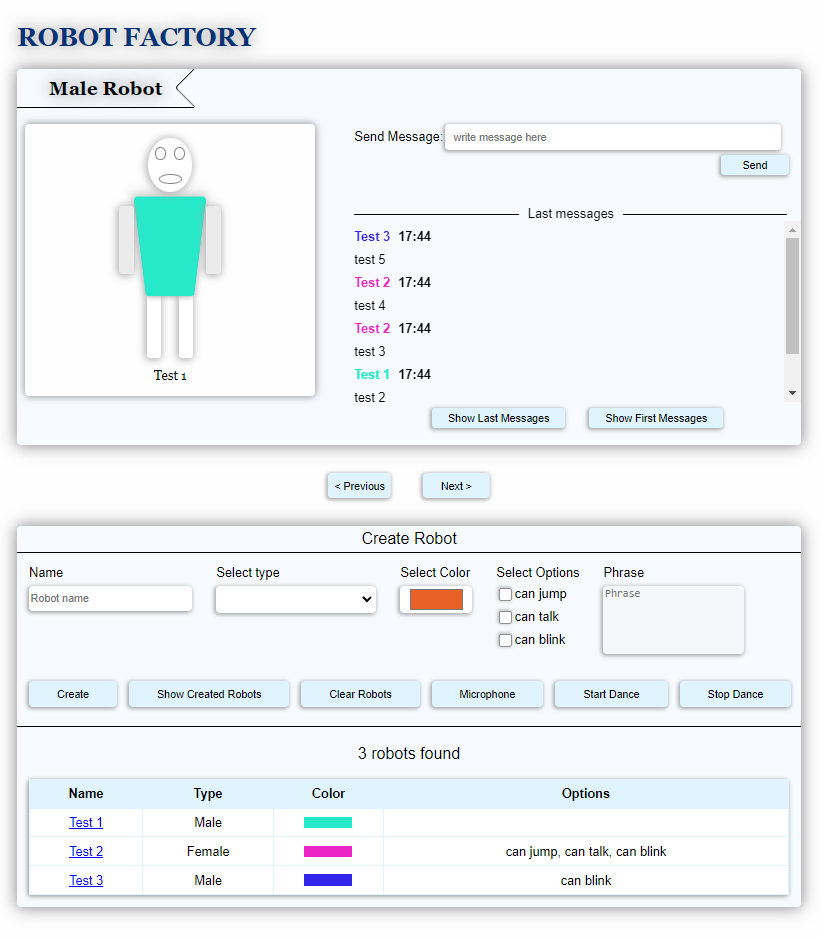 ROBOT FACTORY
Male Robot
Test 1
Send Message: write message here
Send
Last messages
Test 3 17:44
test 5
Test 2 17:44
test 4
Test 2 17:44
test 3
Test 1 17:44
test 2
Show Last Messages Show First Messages
< Previous Next >
Create Robot
Name Select type Select Color Select Options Phrase
Robot name can jump Phrase
can talk
can blink
Create Show Created Robots Clear Robots Microphone Start Dance Stop Dance
3 robots found
Name Type Color Options
Test 1 Male
Test 2 Female can jump, can talk, can blink
Test 3 Male can blink